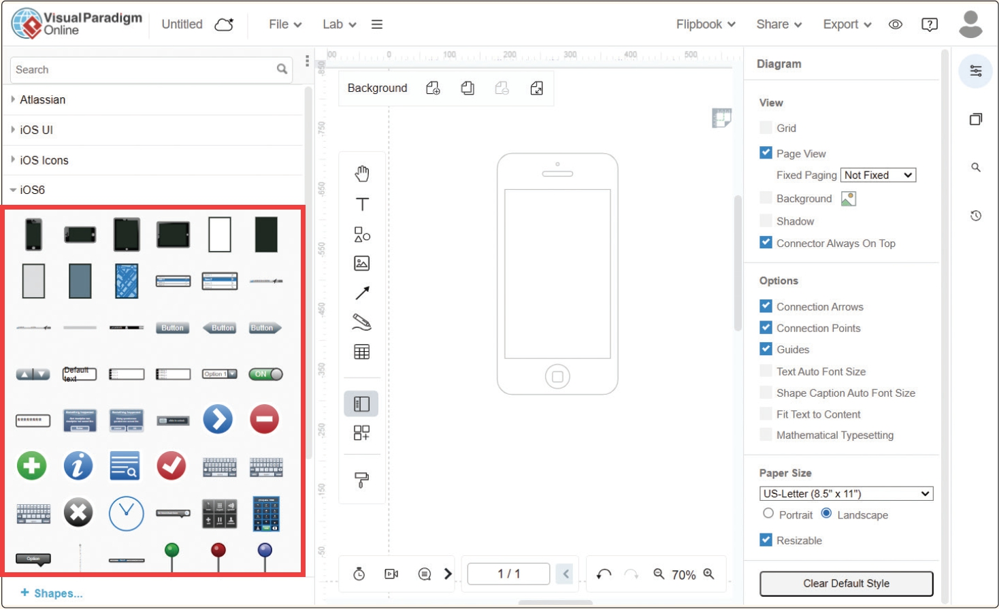 Visual Paradigm
Online
Untitled
File
Lab
Flipbook
Share
Export
Search
Atlassian
iOS UI
iOS Icons
iOS6
Button
Button
Button
Default
text
Option 1
ON
********
Option
+ Shapes...
00
0
100
200
300
400
500
-850
-750
-650
-550
-450
-350
-250
-150
-50
Background
1 / 1
70%
Diagram
View
Grid
Page View
Fixed Paging
Not Fixed
Background
Shadow
Connector Always On Top
Options
Connection Arrows
Connection Points
Guides
Text Auto Font Size
Shape Caption Auto Font Size
Fit Text to Content
Mathematical Typesetting
Paper Size
US-Letter (8.5" x 11")
Portrait
Landscape
Resizable
Clear Default Style